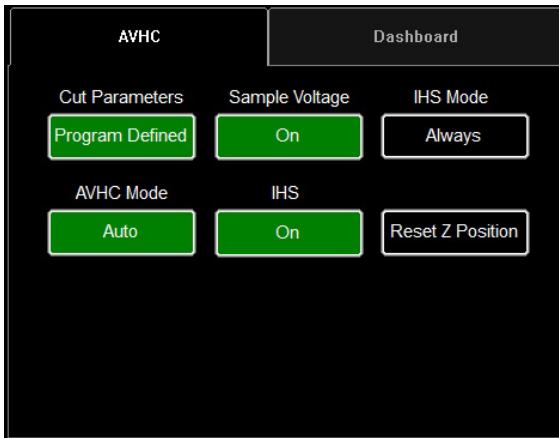 AVHC Dashboard
Cut Parameters Sample Voltage IHS Mode
Program Defined On Always
AVHC Mode IHS
Auto On Reset Z Position